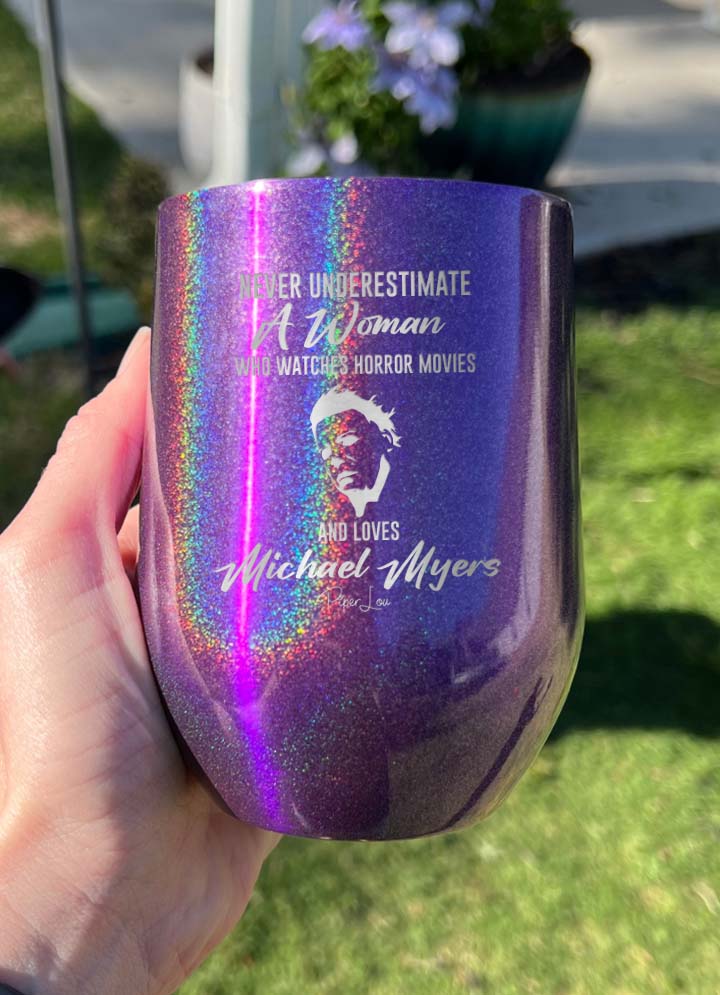 NEVER UNDERESTIMATE
A Woman
WHO WATCHES HORROR MOVIES
AND LOVES
Michael Myers
Piper Lou